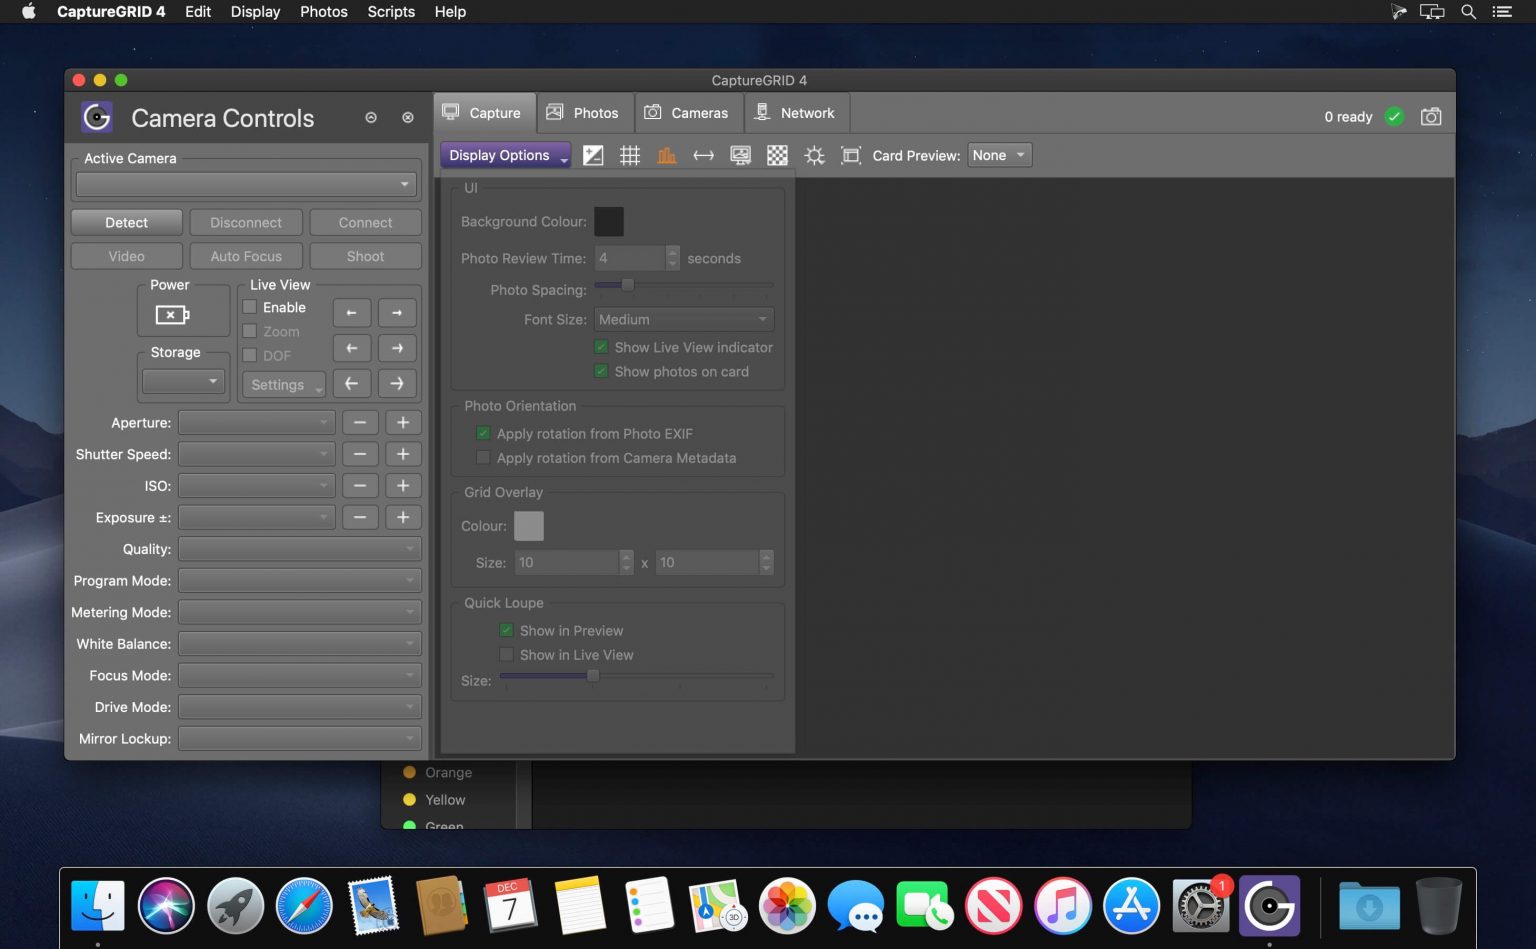 CaptureGRID 4 Edit Display Photos Scripts Help
CaptureGRID 4
Camera Controls
Active Camera
Detect Disconnect Connect
Video Auto Focus Shoot
Power
Live View
Enable
Zoom
DOF
Storage
Settings
Aperture:
Shutter Speed:
ISO:
Exposure ±:
Quality:
Program Mode:
Metering Mode:
White Balance:
Focus Mode:
Drive Mode:
Mirror Lockup:
Capture Photos Cameras Network
0 ready
Display Options
Card Preview: None
UI
Background Colour:
Photo Review Time: 4 seconds
Photo Spacing:
Font Size: Medium
Show Live View indicator
Show photos on card
Photo Orientation
Apply rotation from Photo EXIF
Apply rotation from Camera Metadata
Grid Overlay
Colour:
Size: 10 x 10
Quick Loupe
Show in Preview
Show in Live View
Size:
Orange
Yellow
Green
DEC
7
3D
1